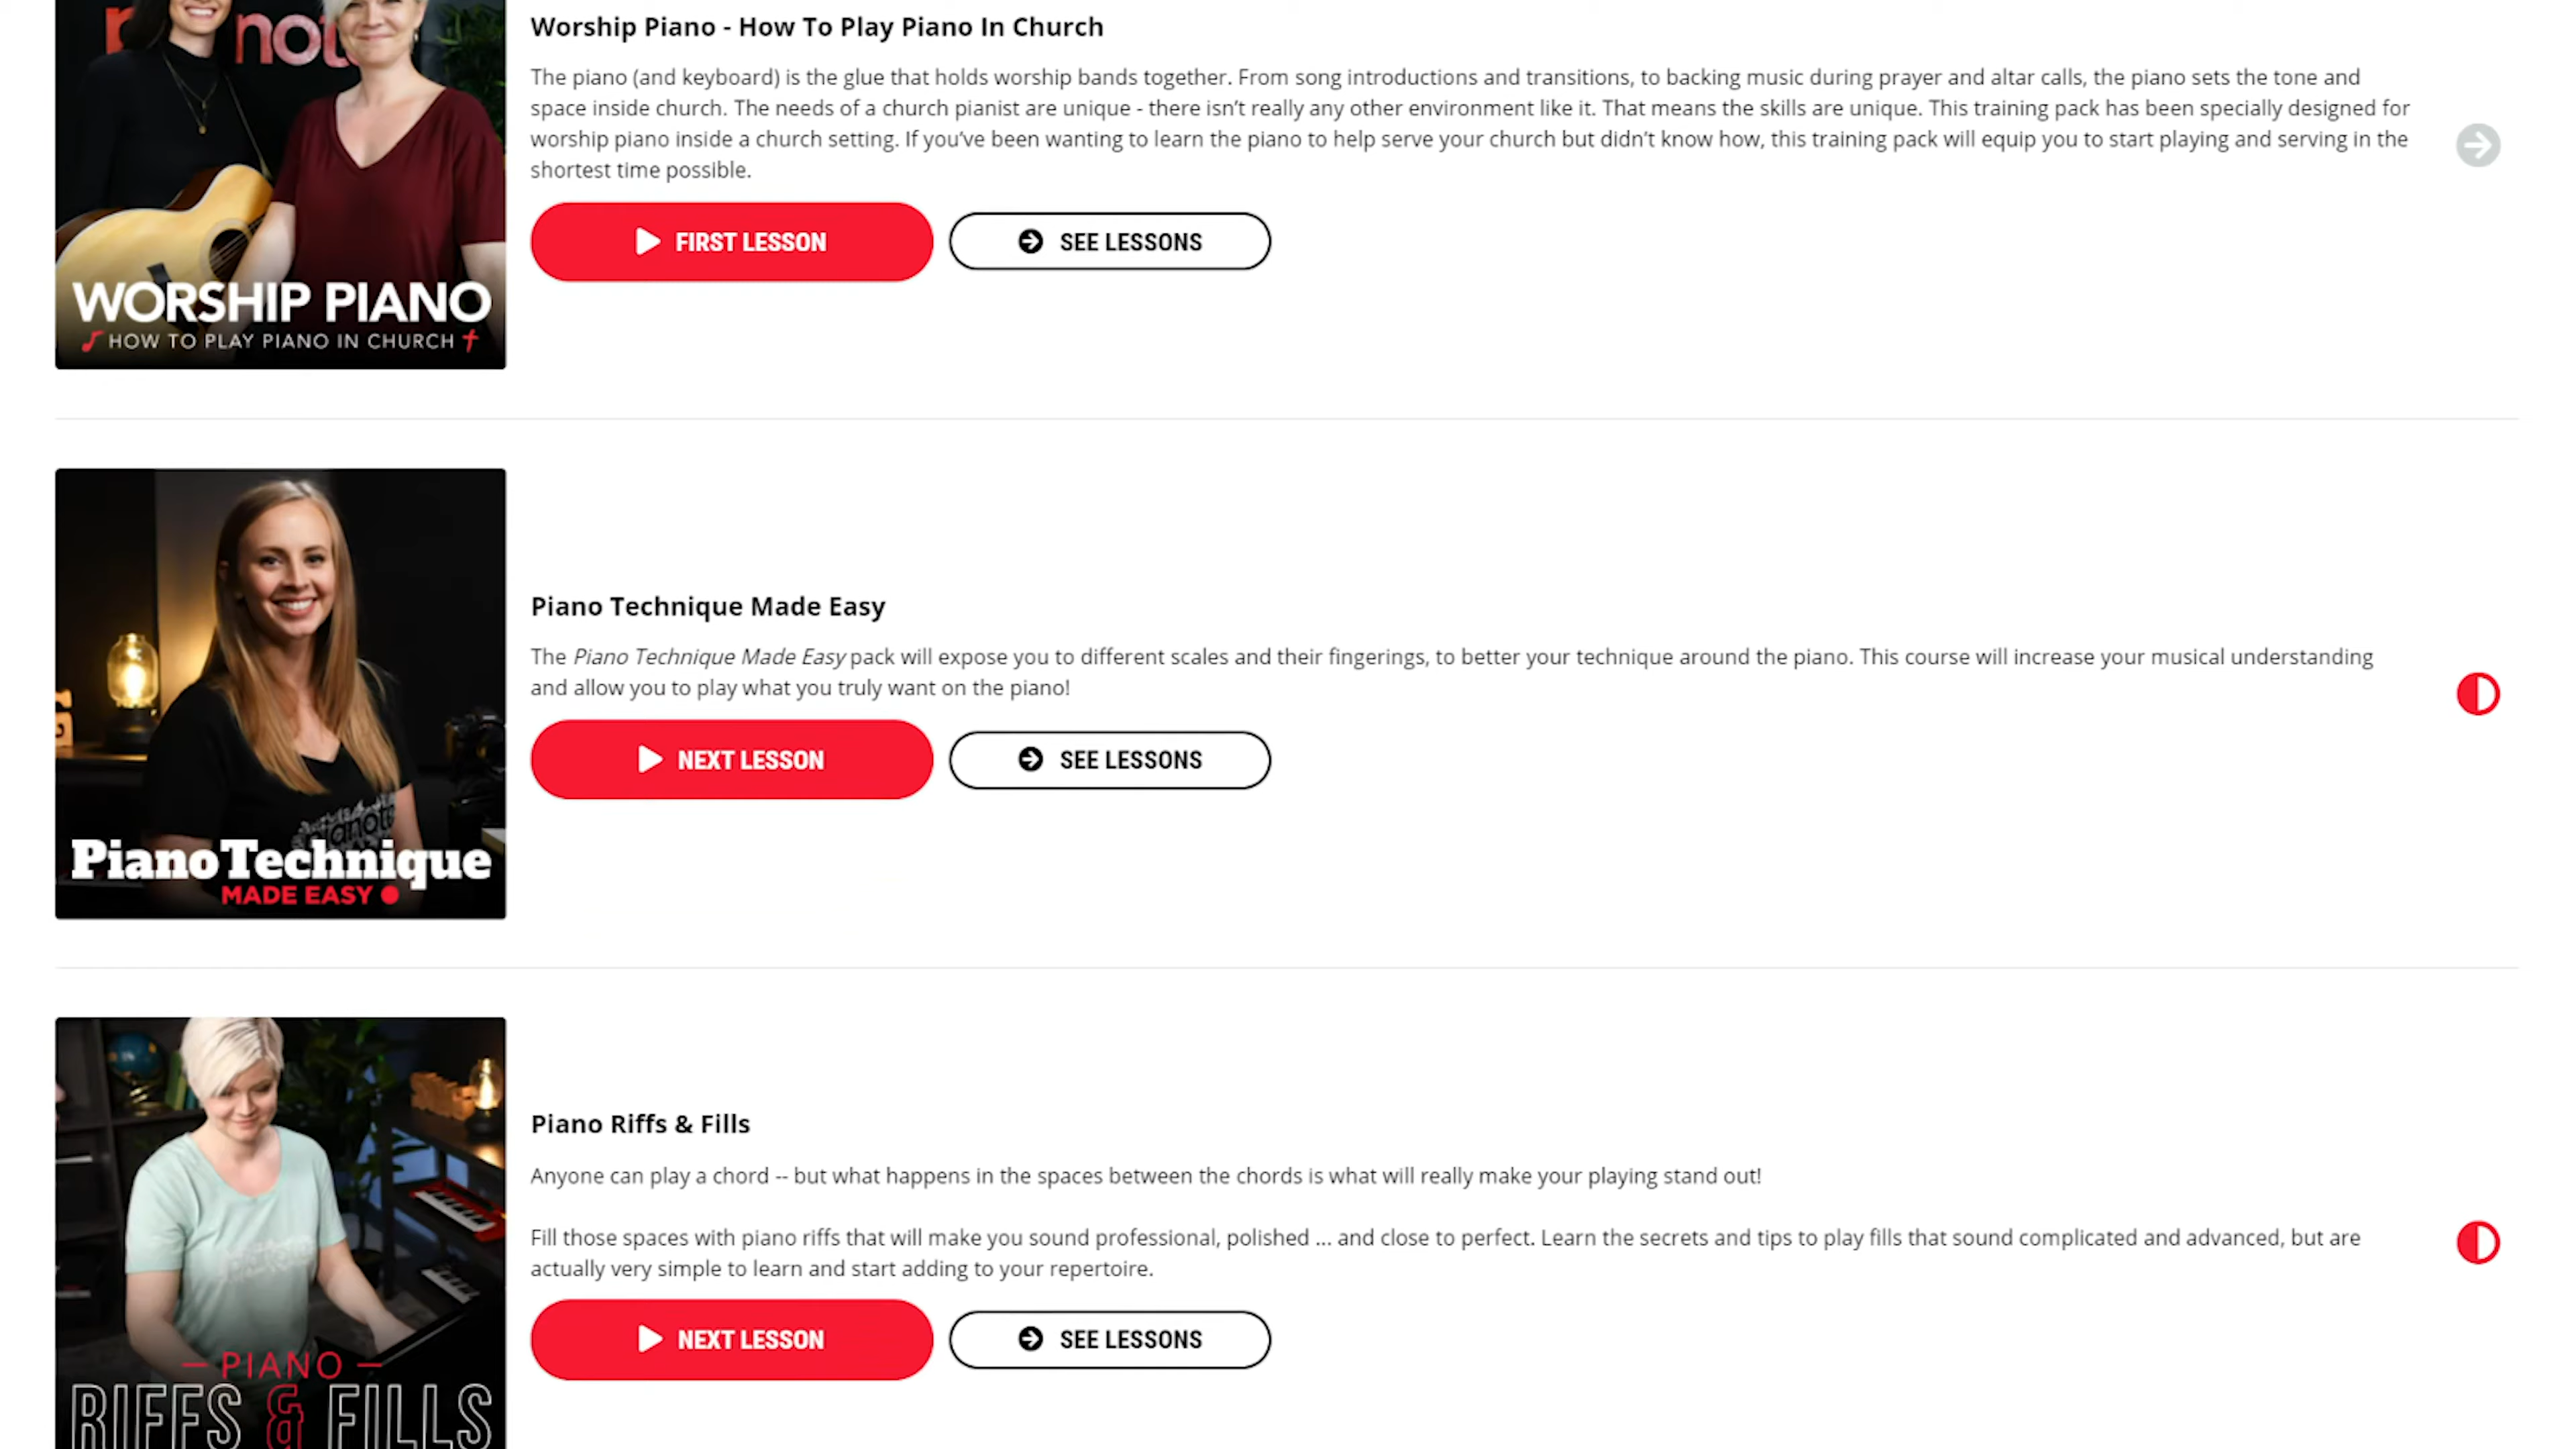 Worship Piano - How To Play Piano In Church
The piano (and keyboard) is the glue that holds worship bands together. From song introductions and transitions, to backing music during prayer and altar calls, the piano sets the tone and
space inside church. The needs of a church pianist are unique - there isn't really any other environment like it. That means the skills are unique. This training pack has been specially designed for
worship piano inside a church setting. If you've been wanting to learn the piano to help serve your church but didn't know how, this training pack will equip you to start playing and serving in the
shortest time possible.
FIRST LESSON
SEE LESSONS
WORSHIP PIANO
HOW TO PLAY PIANO IN CHURCH
Piano Technique Made Easy
The Piano Technique Made Easy pack will expose you to different scales and their fingerings, to better your technique around the piano. This course will increase your musical understanding
and allow you to play what you truly want on the piano!
NEXT LESSON
SEE LESSONS
Piano Technique
MADE EASY
Piano Riffs & Fills
Anyone can play a chord -- but what happens in the spaces between the chords is what will really make your playing stand out!
Fill those spaces with piano riffs that will make you sound professional, polished ... and close to perfect. Learn the secrets and tips to play fills that sound complicated and advanced, but are
actually very simple to learn and start adding to your repertoire.
NEXT LESSON
SEE LESSONS
PIANO
RIFFS & FILLS